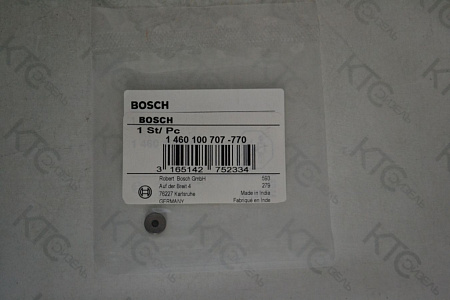 BOSCH
BOSCH
1 St/ Pc
1 460 100 707 -770
3 165142 752334
Robert Bosch GmbH 593
Auf der Breit 4 279
76227 Karlsruhe Made in India
GERMANY Fabriqué en Inde
KTC